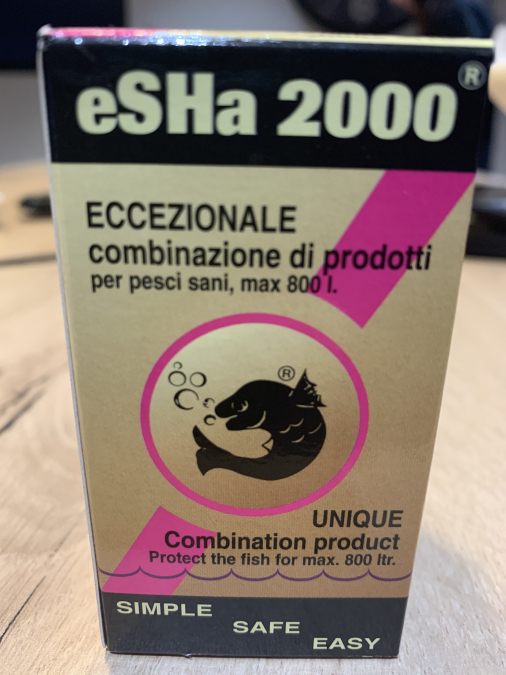 eSHa 2000®
ECCEZIONALE
combinazione di prodotti
per pesci sani, max 800 l.
®
UNIQUE
Combination product
Protect the fish for max. 800 ltr.
SIMPLE
SAFE
EASY